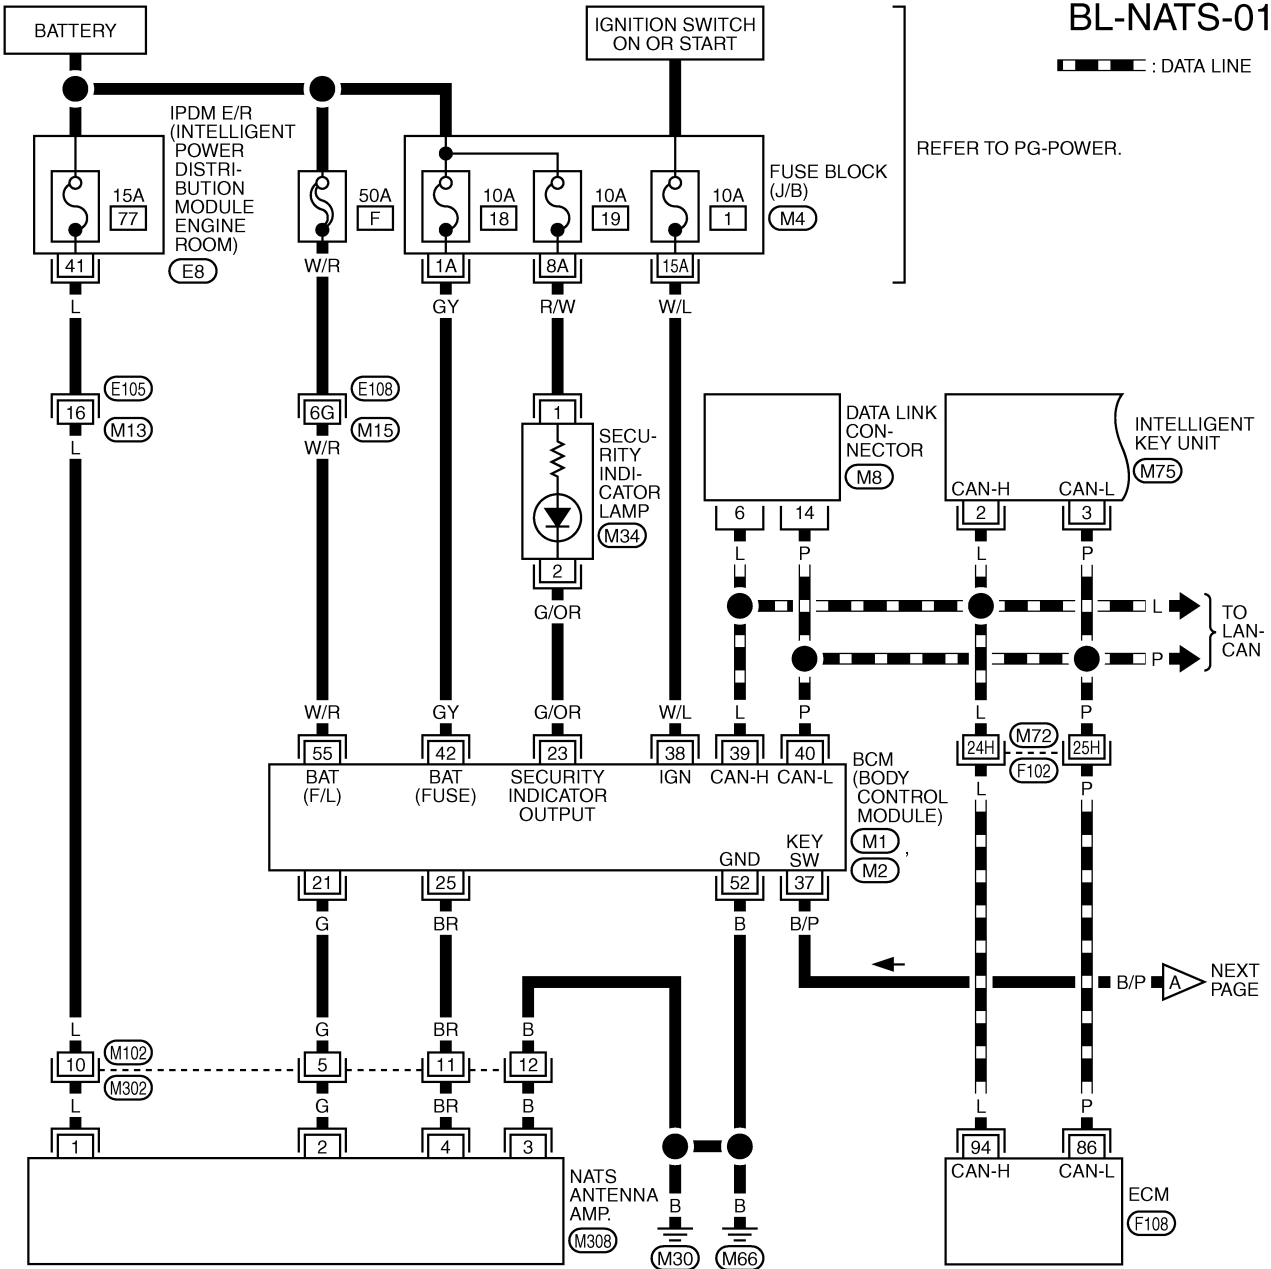 BL-NATS-01
: DATA LINE
BATTERY
IGNITION SWITCH
ON OR START
REFER TO PG-POWER.
IPDM E/R
(INTELLIGENT
POWER
DISTRI-
BUTION
MODULE
ENGINE
ROOM)
E8
15A
77
50A
F
10A
18
10A
19
10A
1
FUSE BLOCK
(J/B)
M4
41
W/R
1A
8A
15A
L
GY
R/W
W/L
E105
16
M13
L
E108
6G
M15
W/R
1
SECU-
RITY
INDI-
CATOR
LAMP
M34
2
G/OR
DATA LINK
CON-
NECTOR
M8
6
14
L
P
INTELLIGENT
KEY UNIT
M75
CAN-H
CAN-L
2
3
L
P
L
P
TO
LAN-
CAN
W/R
GY
G/OR
W/L
L
P
L
P
55
42
23
38
39
40
24H
M72
25H
F102
L
P
BAT
(F/L)
BAT
(FUSE)
SECURITY
INDICATOR
OUTPUT
IGN
CAN-H
CAN-L
BCM
(BODY
CONTROL
MODULE)
M1 ,
M2
GND
KEY
SW
21
25
52
37
G
BR
B
B/P
B/P
A
NEXT
PAGE
L
G
BR
B
10
M102
M302
5
11
12
L
G
BR
B
1
2
4
3
NATS
ANTENNA
AMP.
M308
B
B
M30
M66
L
P
94
86
CAN-H
CAN-L
ECM
F108